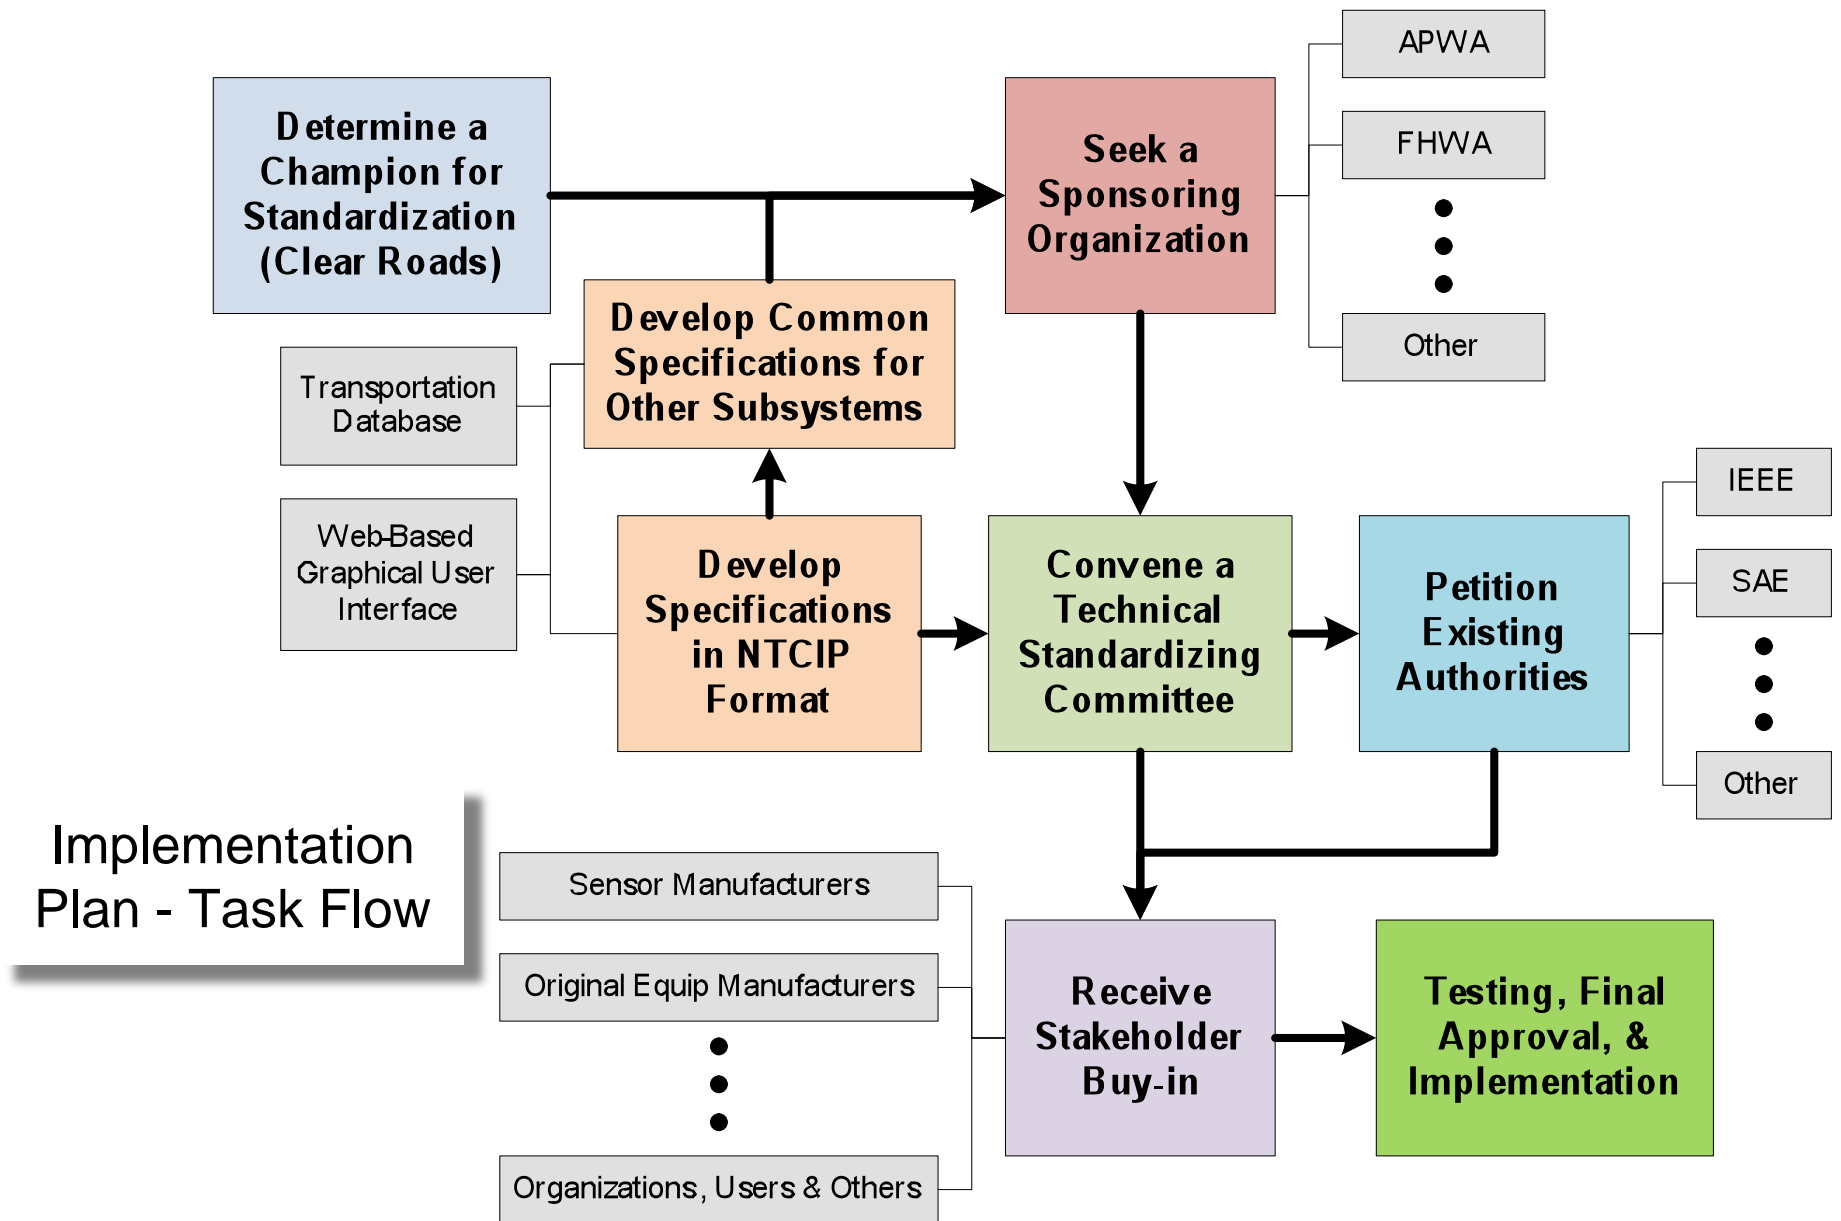 APWA
Determine a
Champion for
Standardization
(Clear Roads)
Seek a
Sponsoring
Organization
FHWA
Other
Develop Common
Specifications for
Other Subsystems
Transportation
Database
Web-Based
Graphical User
Interface
Develop
Specifications
in NTCIP
Format
Convene a
Technical
Standardizing
Committee
Petition
Existing
Authorities
IEEE
SAE
Other
Implementation
Plan - Task Flow
Sensor Manufacturers
Original Equip Manufacturers
Organizations, Users & Others
Receive
Stakeholder
Buy-in
Testing, Final
Approval, &
Implementation